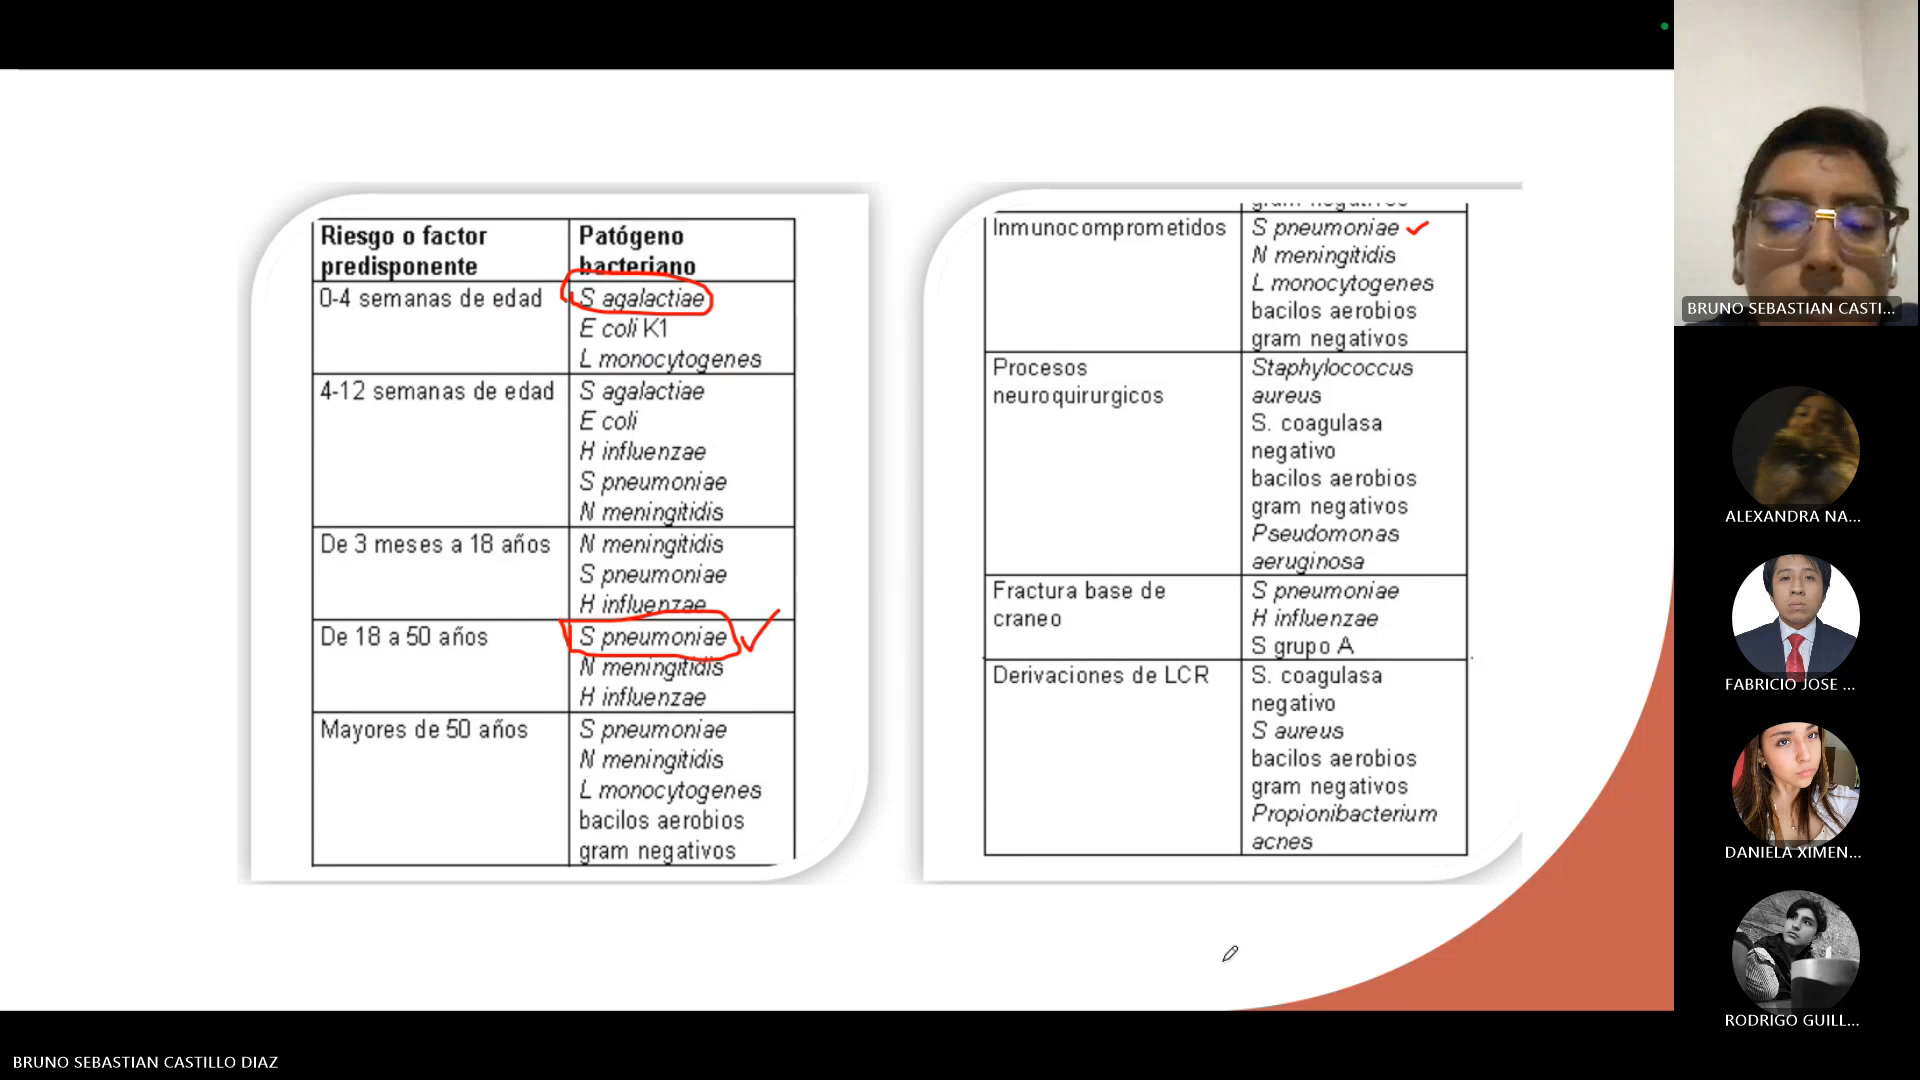 Riesgo o factor
predisponente
Patógeno
bacteriano
0-4 semanas de edad
S agalactiae
E coli K1
L monocytogenes
4-12 semanas de edad
S agalactiae
E coli
H influenzae
S pneumoniae
N meningitidis
De 3 meses a 18 años
N meningitidis
S pneumoniae
H influenzae
De 18 a 50 años
S pneumoniae
N meningitidis
H influenzae
Mayores de 50 años
S pneumoniae
N meningitidis
L monocytogenes
bacilos aerobios
gram negativos
gram negativos
Inmunocomprometidos
S pneumoniae
N meningitidis
L monocytogenes
bacilos aerobios
gram negativos
Procesos
neuroquirurgicos
Staphylococcus
aureus
S. coagulasa
negativo
bacilos aerobios
gram negativos
Pseudomonas
aeruginosa
Fractura base de
craneo
S pneumoniae
H influenzae
S grupo A
Derivaciones de LCR
S. coagulasa
negativo
S aureus
bacilos aerobios
gram negativos
Propionibacterium
acnes
BRUNO SEBASTIAN CASTI...
ALEXANDRA NA...
FABRICIO JOSE ...
DANIELA XIMEN...
RODRIGO GUILL...
BRUNO SEBASTIAN CASTILLO DIAZ